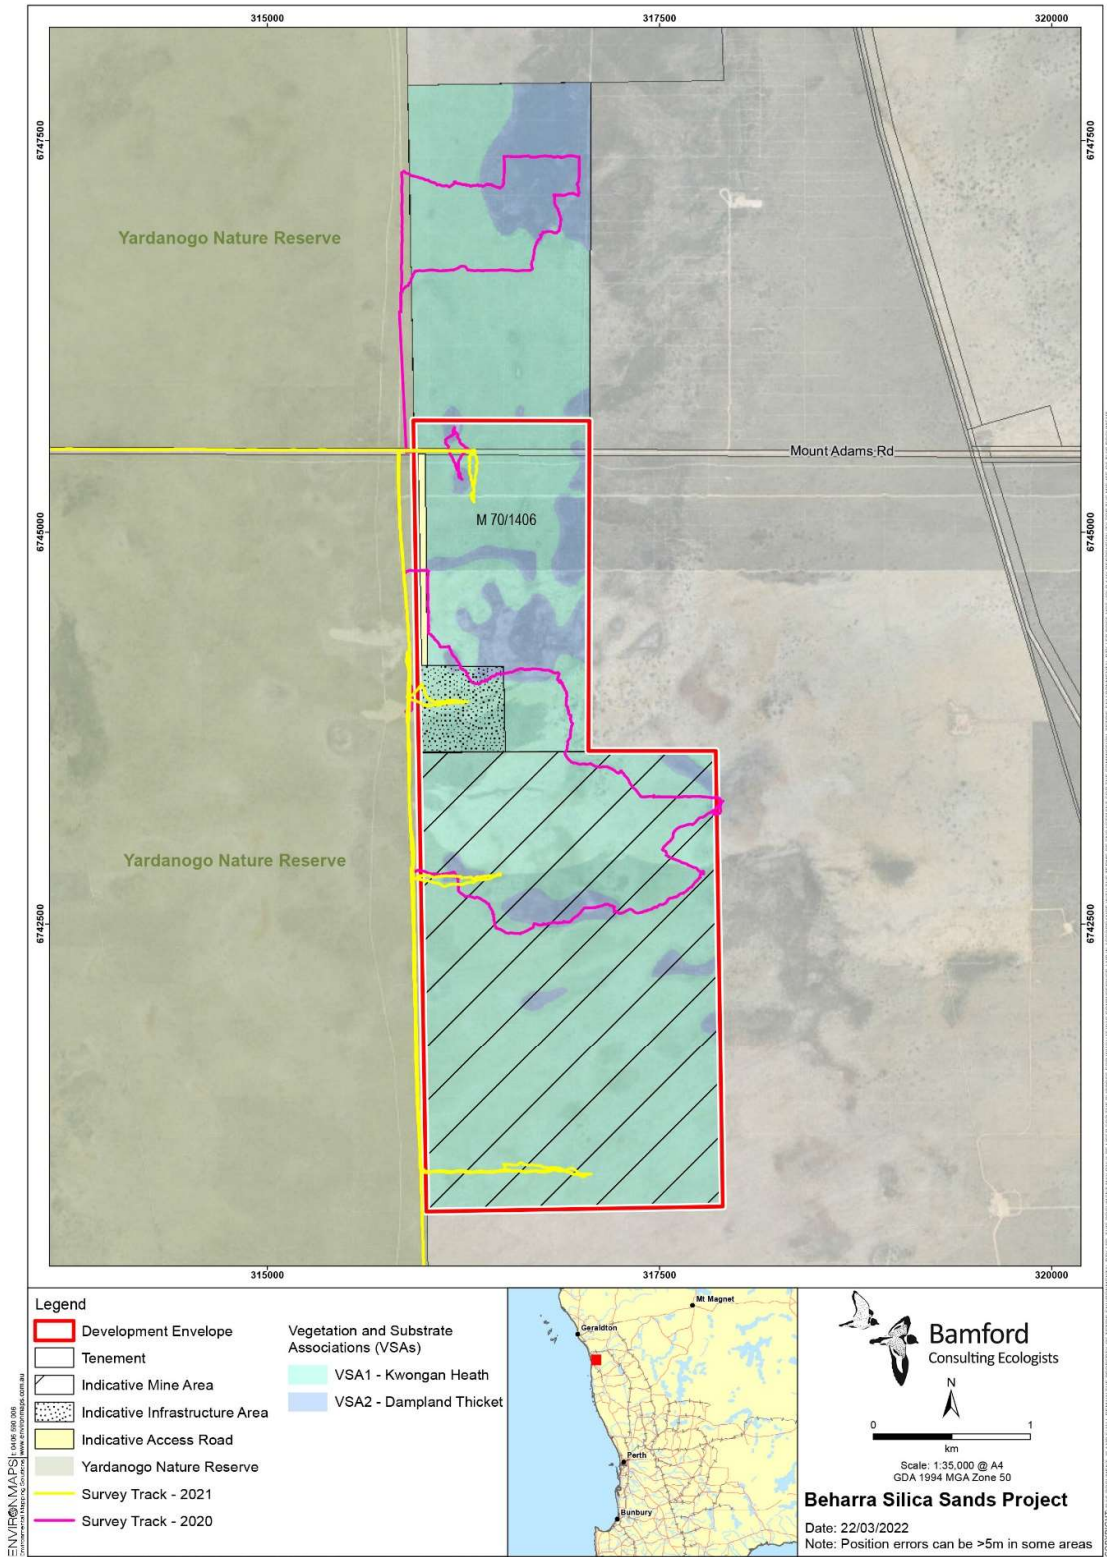 315000
317500
320000
6747500
6747500
Yardanogo Nature Reserve
Mount Adams Rd
M 70/1406
6745000
6745000
Yardanogo Nature Reserve
6742500
6742500
315000
317500
320000
Legend
Development Envelope
Tenement
Indicative Mine Area
Indicative Infrastructure Area
Indicative Access Road
Yardanogo Nature Reserve
Survey Track - 2021
Survey Track - 2020
Vegetation and Substrate
Associations (VSAs)
VSA1 - Kwongan Heath
VSA2 - Dampland Thicket
Mt Magnet
Geraldton
Perth
Bunbury
Bamford
Consulting Ecologists
N
0 1
km
Scale: 1:35,000 @ A4
GDA 1994 MGA Zone 50
Beharra Silica Sands Project
Date: 22/03/2022
Note: Position errors can be >5m in some areas
ENVIRONMAPS